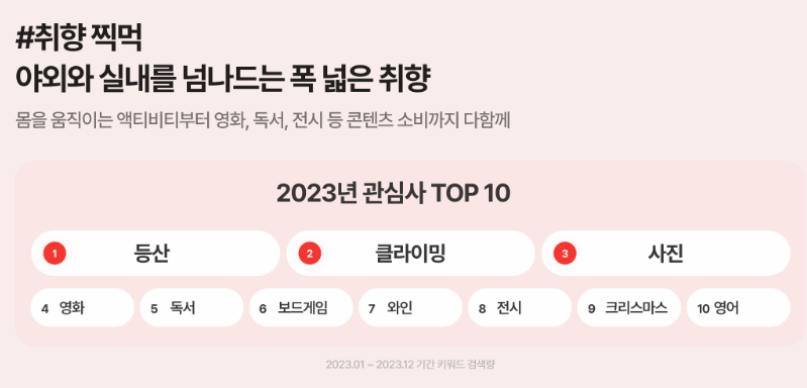 #취향 찍먹
야외와 실내를 넘나드는 폭 넓은 취향
몸을 움직이는 액티비티부터 영화, 독서, 전시 등 콘텐츠 소비까지 다함께
2023년 관심사 TOP 10
1 등산 2 클라이밍 3 사진
4 영화 5 독서 6 보드게임 7 와인 8 전시 9 크리스마스 10 영어
2023.01 ~ 2023.12 기간 키워드 검색량